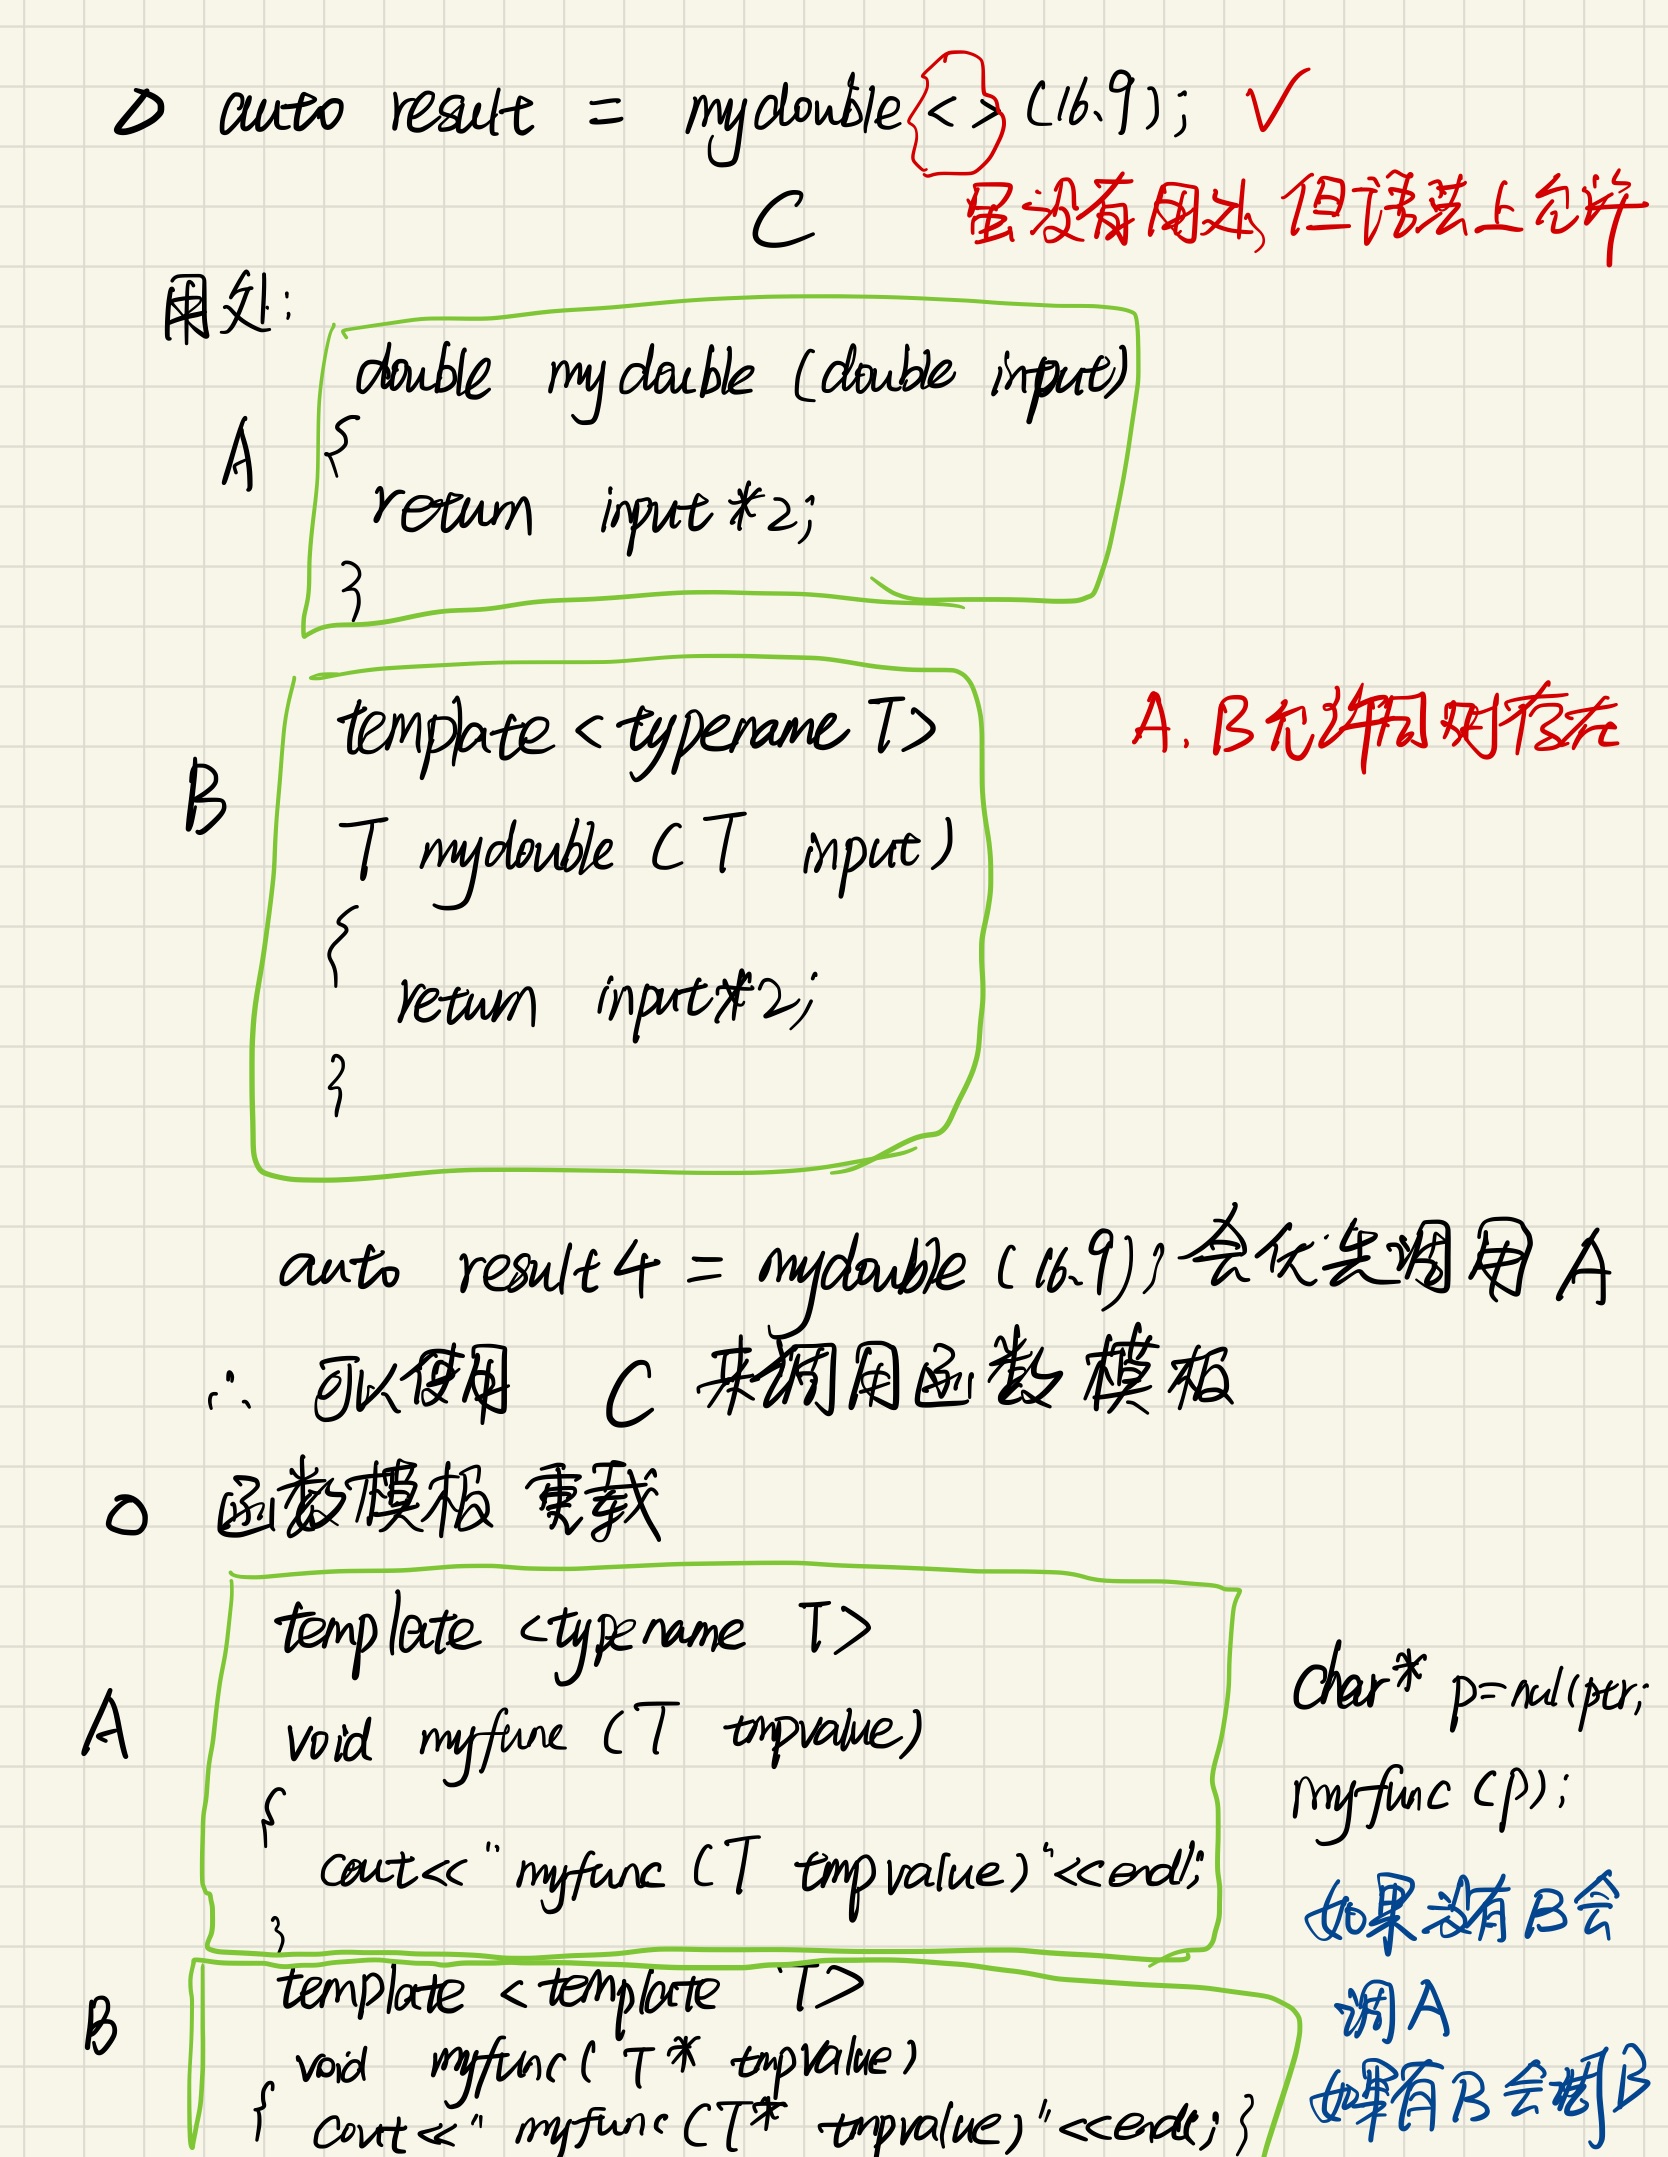 O auto result = mydouble<>(16.9); ✓
C 虽没有用处,但语法上允许
用处:
double mydouble (double input)
A {
return input*2;
}
template <typename T>
A.B允许同时存在
B
T mydouble (T input)
{
return input*2;
}
auto result4 = mydouble (16.9); 会优先调用 A
∴ 可以使用 C 来调用函数模板
O 函数模板重载
template <typename T>
char* p=nullptr;
A void myfunc (T tmpvalue)
myfunc (p);
{
cout<<"myfunc (T tmpvalue)"<<endl;
如果没有B会
}
调A
B template <template T>
void myfunc (T* tmpvalue)
如果有B会调B
{ cout<<"myfunc (T* tmpvalue)"<<endl; }